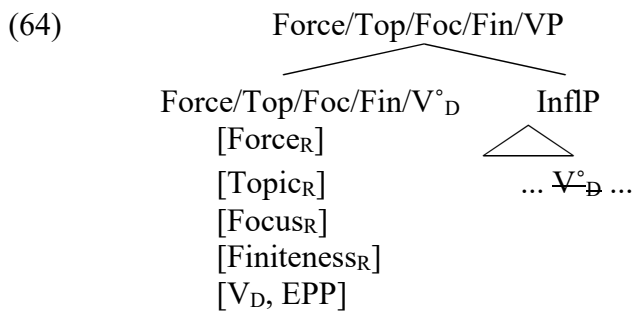 (64) Force/Top/Foc/Fin/VP
Force/Top/Foc/Fin/V°D InflP
[ForceR]
[TopicR] ... V°D ...
[FocusR]
[FinitenessR]
[VD, EPP]